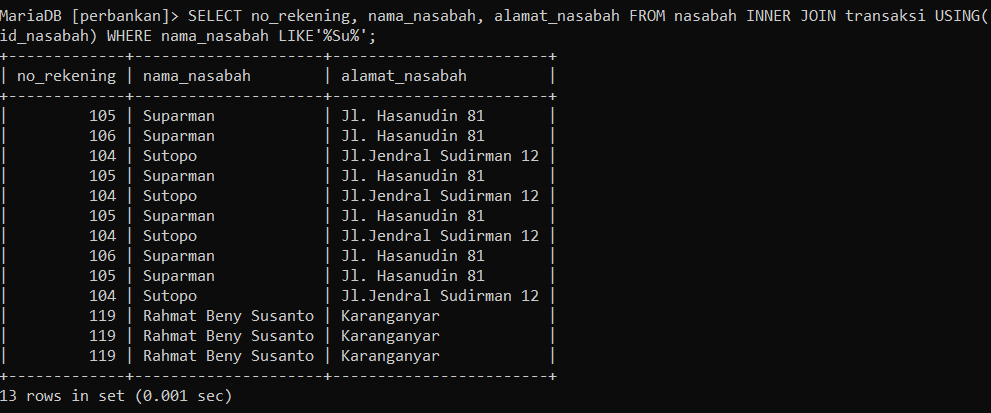 MariaDB [perbankan]> SELECT no_rekening, nama_nasabah, alamat_nasabah FROM nasabah INNER JOIN transaksi USING(
id_nasabah) WHERE nama_nasabah LIKE'%Su%';
+-------------+---------------------+------------------------+
| no_rekening | nama_nasabah        | alamat_nasabah         |
+-------------+---------------------+------------------------+
|         105 | Suparman            | Jl. Hasanudin 81       |
|         106 | Suparman            | Jl. Hasanudin 81       |
|         104 | Sutopo              | Jl.Jendral Sudirman 12 |
|         105 | Suparman            | Jl. Hasanudin 81       |
|         104 | Sutopo              | Jl.Jendral Sudirman 12 |
|         105 | Suparman            | Jl. Hasanudin 81       |
|         104 | Sutopo              | Jl.Jendral Sudirman 12 |
|         106 | Suparman            | Jl. Hasanudin 81       |
|         105 | Suparman            | Jl. Hasanudin 81       |
|         104 | Sutopo              | Jl.Jendral Sudirman 12 |
|         119 | Rahmat Beny Susanto | Karanganyar            |
|         119 | Rahmat Beny Susanto | Karanganyar            |
|         119 | Rahmat Beny Susanto | Karanganyar            |
+-------------+---------------------+------------------------+
13 rows in set (0.001 sec)